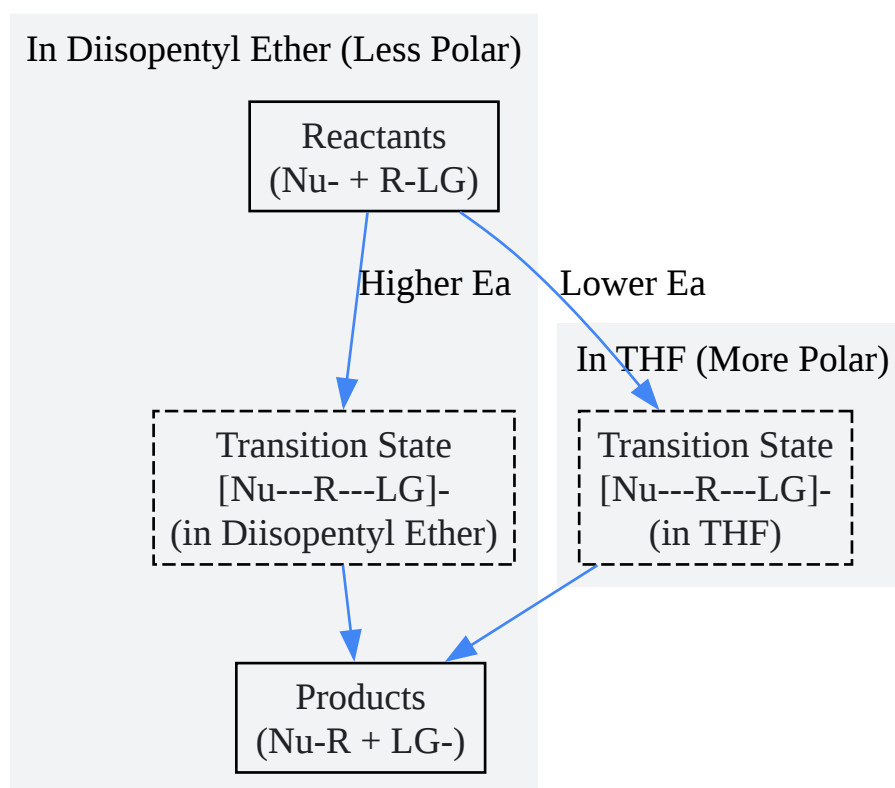 In Diisopentyl Ether (Less Polar)
Reactants
(Nu- + R-LG)
Higher Ea
Lower Ea
In THF (More Polar)
Transition State
[Nu---R---LG]-
(in Diisopentyl Ether)
Transition State
[Nu---R---LG]-
(in THF)
Products
(Nu-R + LG-)